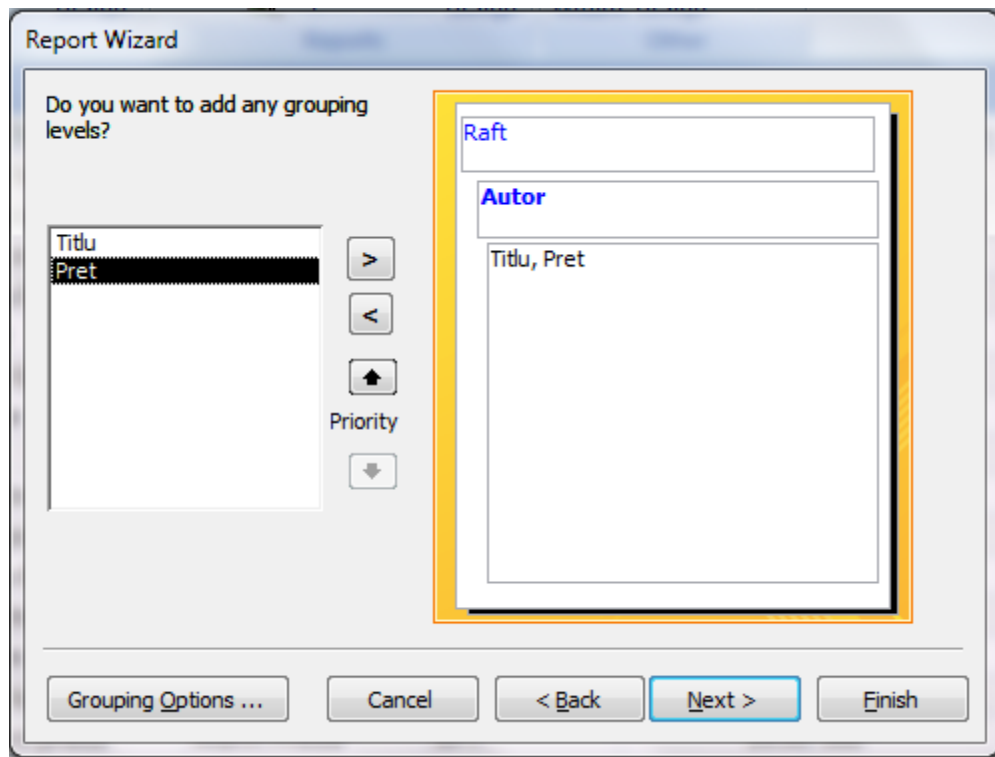 Report Wizard
Do you want to add any grouping
levels?
Titlu
Pret
>
<
Priority
Raft
Autor
Titlu, Pret
Grouping Options ...
Cancel
< Back
Next >
Finish